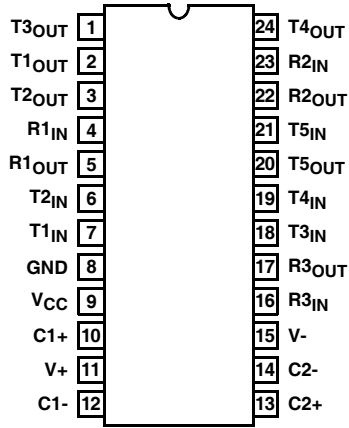 T3OUT 1 24 T4OUT
T1OUT 2 23 R2IN
T2OUT 3 22 R2OUT
R1IN 4 21 T5IN
R1OUT 5 20 T5OUT
T2IN 6 19 T4IN
T1IN 7 18 T3IN
GND 8 17 R3OUT
VCC 9 16 R3IN
C1+ 10 15 V-
V+ 11 14 C2-
C1- 12 13 C2+